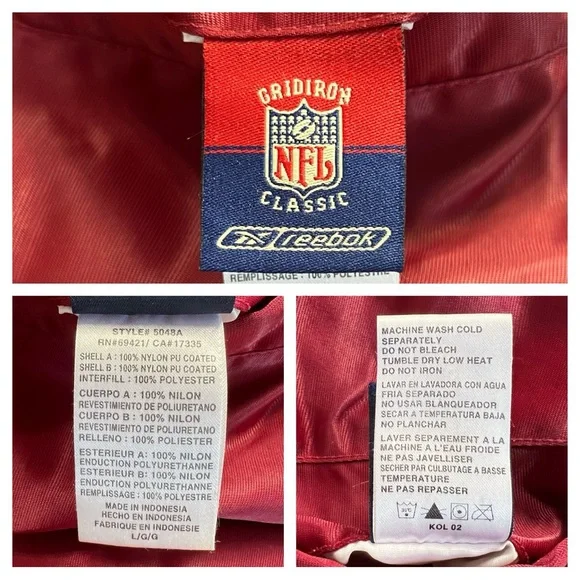 GRIDIRON
NFL
CLASSIC
Reebok
REMPLISSAGE : 100% POLYESTRE
STYLE# 5048A
RN#69421/ CA#17335
SHELL A : 100% NYLON PU COATED
SHELL B : 100% NYLON PU COATED
INTERFILL : 100% POLYESTER
CUERPO A : 100% NILON
REVESTIMIENTO DE POLIURETANO
CUERPO B : 100% NILON
REVESTIMIENTO DE POLIURETANO
RELLENO : 100% POLIESTER
ESTERIEUR A: 100% NILON
ENDUCTION POLYURETHANNE
ESTERIEUR B: 100% NILON
ENDUCTION POLYURETHANNE
REMPLISSAGE: 100% POLYESTRE
MADE IN INDONESIA
HECHO EN INDONESIA
FABRIQUE EN INDONESIE
L/G/G
MACHINE WASH COLD
SEPARATELY
DO NOT BLEACH
TUMBLE DRY LOW HEAT
DO NOT IRON
LAVAR EN LAVADORA CON AGUA
FRIA SEPARADO
NO USAR BLANQUEADOR
SECAR A TEMPERATURA BAJA
NO PLANCHAR
LAVER SEPAREMENT A LA
MACHINE A L'EAU FROIDE
NE PAS JAVELLISER
SECHER PAR CULBUTAGE A BASSE
TEMPERATURE
NE PAS REPASSER
KOL 02